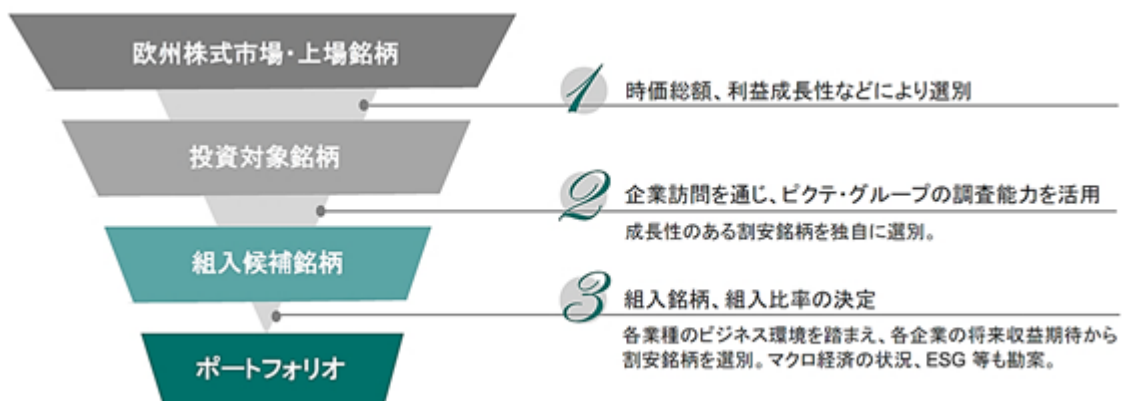 欧州株式市場・上場銘柄
1 時価総額、利益成長性などにより選別
投資対象銘柄
2 企業訪問を通じ、ピクテ・グループの調査能力を活用
成長性のある割安銘柄を独自に選別。
組入候補銘柄
3 組入銘柄、組入比率の決定
各業種のビジネス環境を踏まえ、各企業の将来収益期待から
割安銘柄を選別。マクロ経済の状況、ESG 等も勘案。
ポートフォリオ